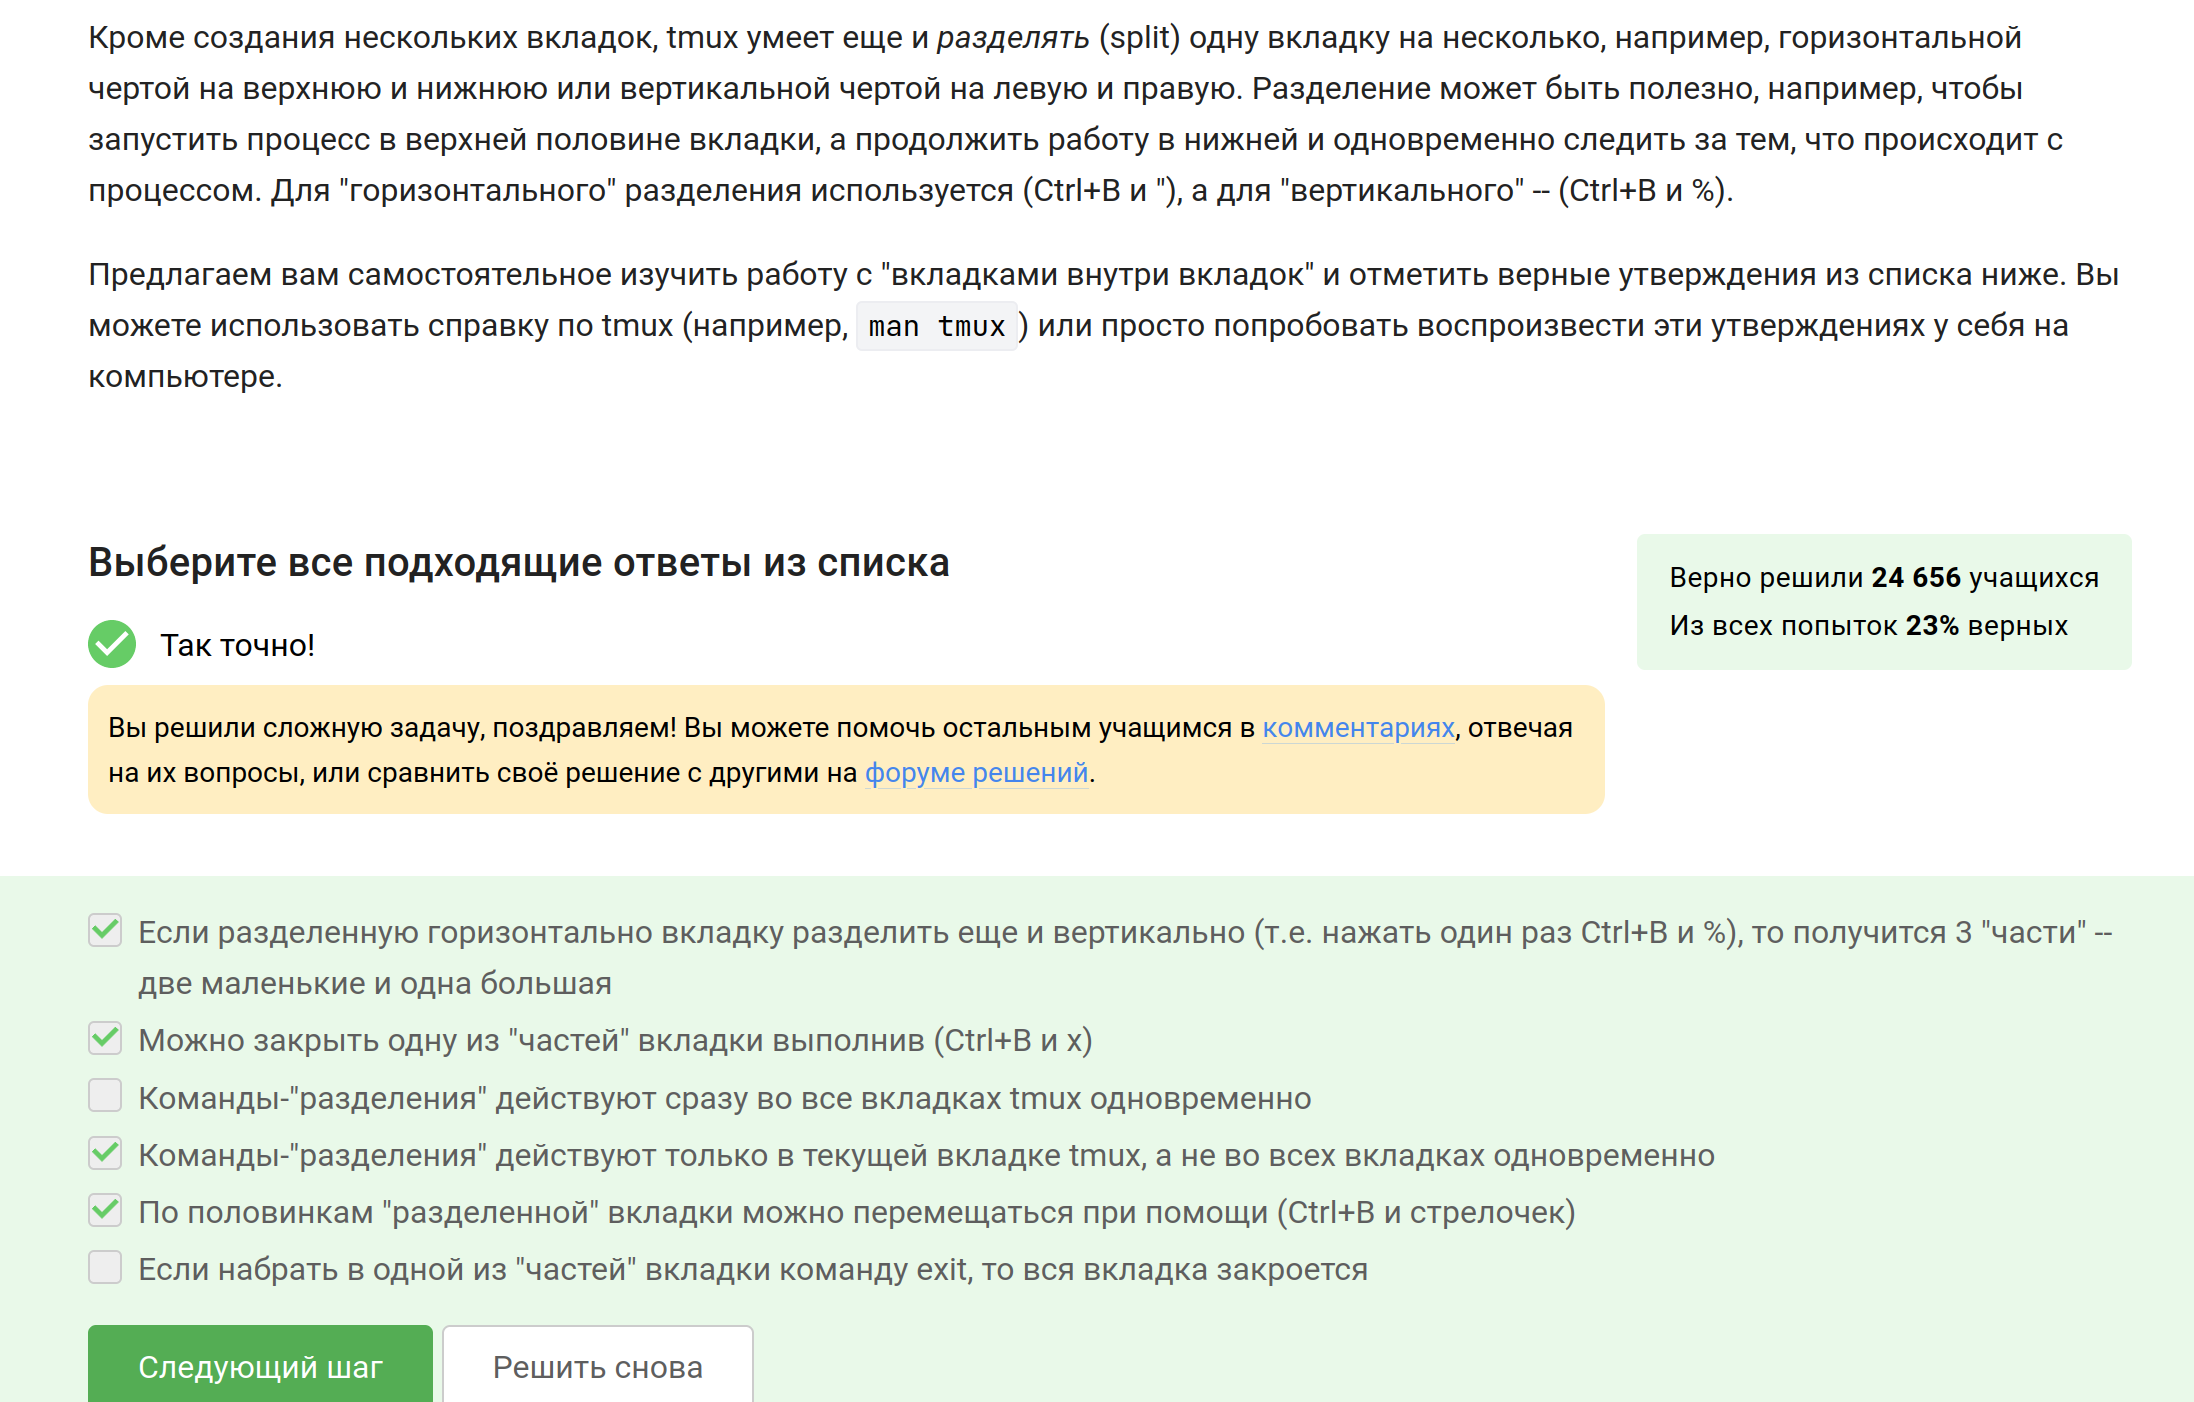 Кроме создания нескольких вкладок, tmux умеет еще и разделять (split) одну вкладку на несколько, например, горизонтальной
чертой на верхнюю и нижнюю или вертикальной чертой на левую и правую. Разделение может быть полезно, например, чтобы
запустить процесс в верхней половине вкладки, а продолжить работу в нижней и одновременно следить за тем, что происходит с
процессом. Для "горизонтального" разделения используется (Ctrl+B и "), а для "вертикального" -- (Ctrl+B и %).
Предлагаем вам самостоятельное изучить работу с "вкладками внутри вкладок" и отметить верные утверждения из списка ниже. Вы
можете использовать справку по tmux (например, man tmux) или просто попробовать воспроизвести эти утверждениях у себя на
компьютере.
Выберите все подходящие ответы из списка
Верно решили 24 656 учащихся
Из всех попыток 23% верных
Так точно!
Вы решили сложную задачу, поздравляем! Вы можете помочь остальным учащимся в комментариях, отвечая
на их вопросы, или сравнить своё решение с другими на форуме решений.
Если разделенную горизонтально вкладку разделить еще и вертикально (т.е. нажать один раз Ctrl+B и %), то получится 3 "части" --
две маленькие и одна большая
Можно закрыть одну из "частей" вкладки выполнив (Ctrl+B и x)
Команды-"разделения" действуют сразу во все вкладках tmux одновременно
Команды-"разделения" действуют только в текущей вкладке tmux, а не во всех вкладках одновременно
По половинкам "разделенной" вкладки можно перемещаться при помощи (Ctrl+B и стрелочек)
Если набрать в одной из "частей" вкладки команду exit, то вся вкладка закроется
Следующий шаг
Решить снова